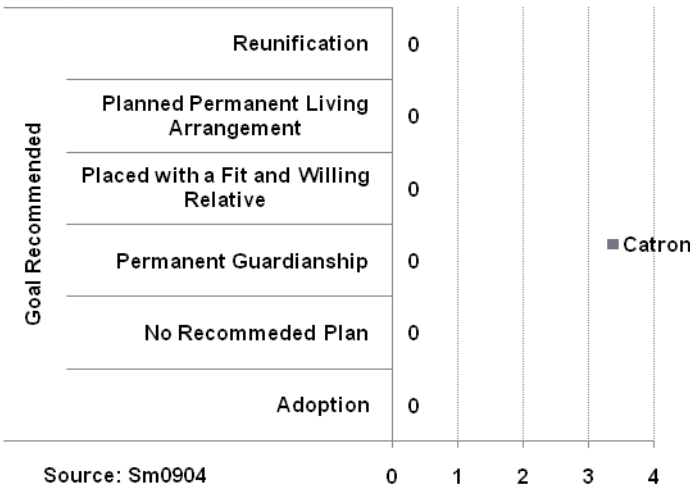 Goal Recommended
Reunification
0
Planned Permanent Living
Arrangement
0
Placed with a Fit and Willing
Relative
0
Permanent Guardianship
0
No Recommeded Plan
0
Adoption
0
Catron
0 1 2 3 4
Source: Sm0904